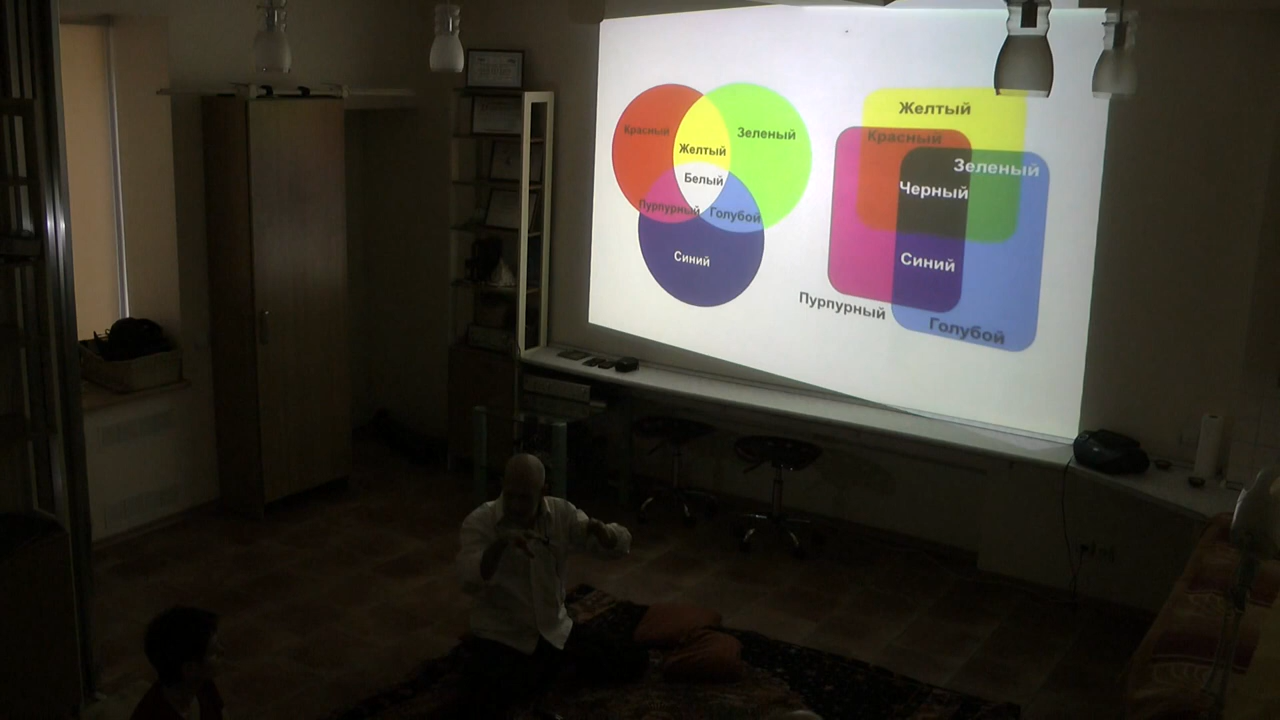 Красный
Зеленый
Желтый
Белый
Пурпурный
Голубой
Синий
Желтый
Красный
Зеленый
Черный
Синий
Пурпурный
Голубой